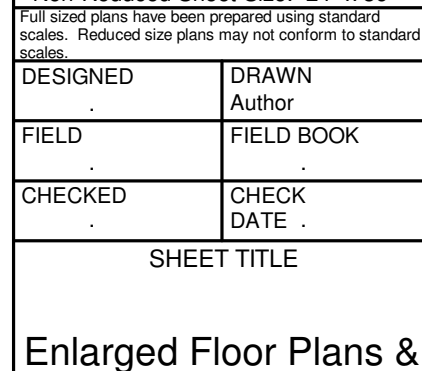 Full sized plans have been prepared using standard
scales. Reduced size plans may not conform to standard
scales.
DESIGNED DRAWN
. Author
FIELD FIELD BOOK
. .
CHECKED CHECK
. DATE .
SHEET TITLE
Enlarged Floor Plans &